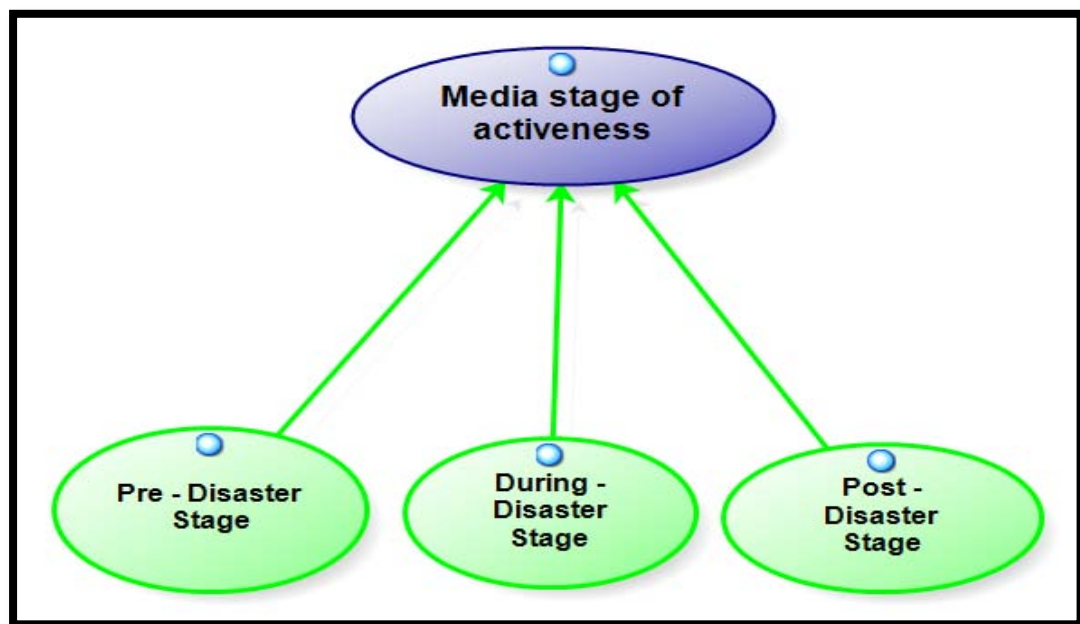 Media stage of
activeness
Pre - Disaster
Stage
During -
Disaster
Stage
Post -
Disaster
Stage